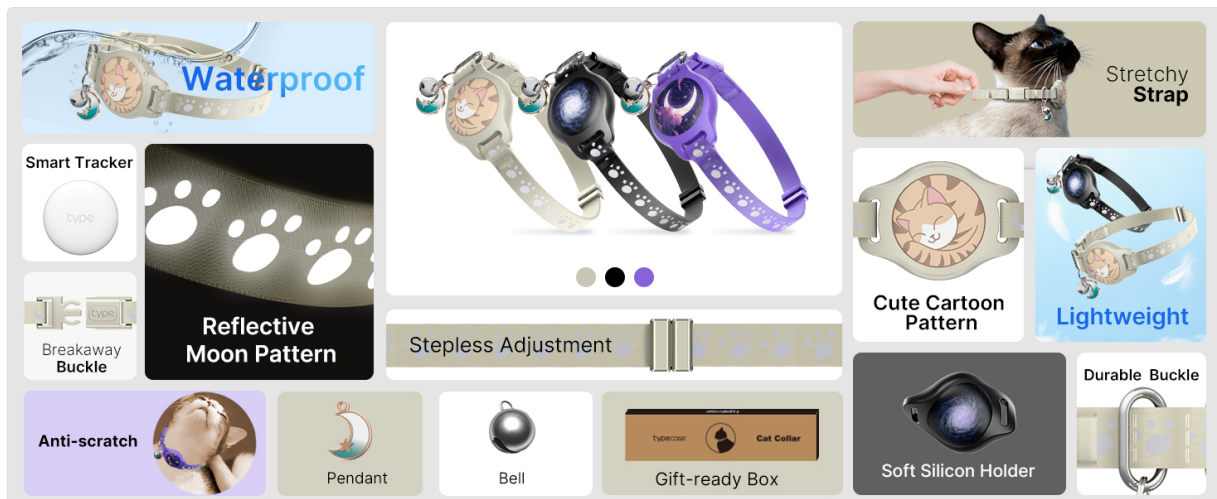 Waterproof
Stretchy
Strap
Smart Tracker
type
Reflective
Moon Pattern
type
Breakaway
Buckle
Stepless Adjustment
Cute Cartoon
Pattern
Lightweight
Anti-scratch
Pendant
Bell
typecase
Cat Collar
Gift-ready Box
Soft Silicon Holder
Durable Buckle